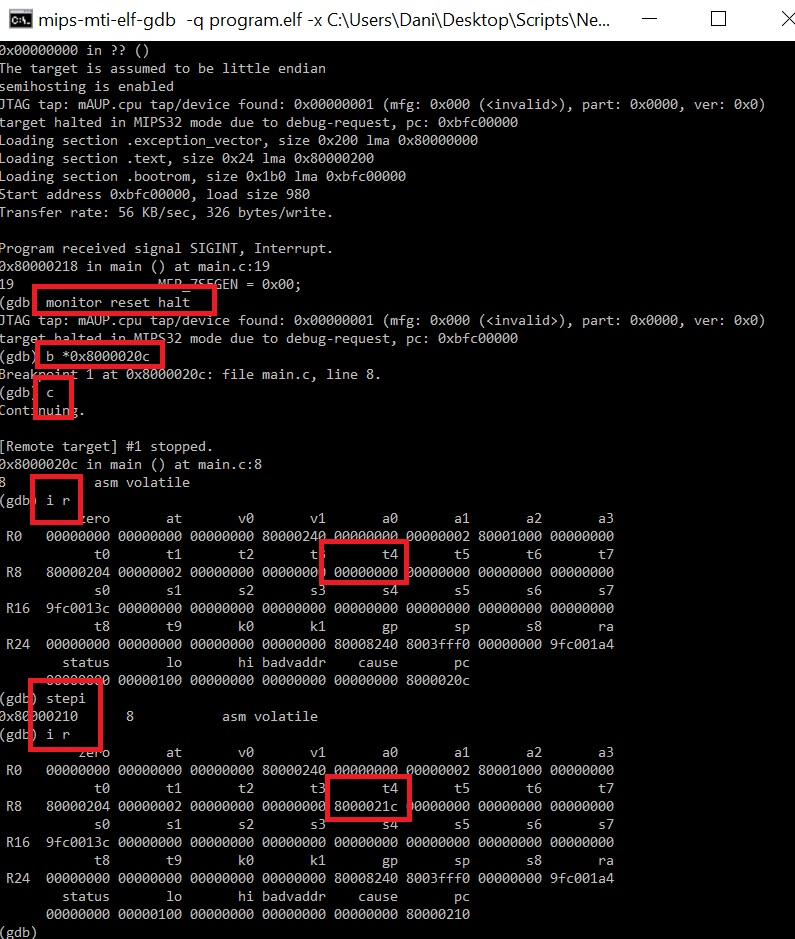 mips-mti-elf-gdb -q program.elf -x C:\Users\Dani\Desktop\Scripts\Ne...
0x00000000 in ?? ()
The target is assumed to be little endian
semihosting is enabled
JTAG tap: mAUP.cpu tap/device found: 0x00000001 (mfg: 0x000 (<invalid>), part: 0x0000, ver: 0x0)
target halted in MIPS32 mode due to debug-request, pc: 0xbfc00000
Loading section .exception_vector, size 0x200 lma 0x80000000
Loading section .text, size 0x24 lma 0x80000200
Loading section .bootrom, size 0x1b0 lma 0xbfc00000
Start address 0xbfc00000, load size 980
Transfer rate: 56 KB/sec, 326 bytes/write.
Program received signal SIGINT, Interrupt.
0x80000218 in main () at main.c:19
19 MFP_7SEGEN = 0x00;
(gdb) monitor reset halt
JTAG tap: mAUP.cpu tap/device found: 0x00000001 (mfg: 0x000 (<invalid>), part: 0x0000, ver: 0x0)
target halted in MIPS32 mode due to debug-request, pc: 0xbfc00000
(gdb) b *0x8000020c
Breakpoint 1 at 0x8000020c: file main.c, line 8.
(gdb) c
Continuing.
[Remote target] #1 stopped.
0x8000020c in main () at main.c:8
8 asm volatile
(gdb) i r
zero at v0 v1 a0 a1 a2 a3
R0 00000000 00000000 00000000 80000240 00000000 00000002 80001000 00000000
t0 t1 t2 t3 t4 t5 t6 t7
R8 80000204 00000002 00000000 00000000 00000000 00000000 00000000 00000000
s0 s1 s2 s3 s4 s5 s6 s7
R16 9fc0013c 00000000 00000000 00000000 00000000 00000000 00000000 00000000
t8 t9 k0 k1 gp sp s8 ra
R24 00000000 00000000 00000000 00000000 80008240 8003fff0 00000000 9fc001a4
status lo hi badvaddr cause pc
00000000 00000100 00000000 00000000 00000000 8000020c
(gdb) stepi
0x80000210 8 asm volatile
(gdb) i r
zero at v0 v1 a0 a1 a2 a3
R0 00000000 00000000 00000000 80000240 00000000 00000002 80001000 00000000
t0 t1 t2 t3 t4 t5 t6 t7
R8 80000204 00000002 00000000 00000000 8000021c 00000000 00000000 00000000
s0 s1 s2 s3 s4 s5 s6 s7
R16 9fc0013c 00000000 00000000 00000000 00000000 00000000 00000000 00000000
t8 t9 k0 k1 gp sp s8 ra
R24 00000000 00000000 00000000 00000000 80008240 8003fff0 00000000 9fc001a4
status lo hi badvaddr cause pc
00000000 00000100 00000000 00000000 00000000 80000210
(gdb)